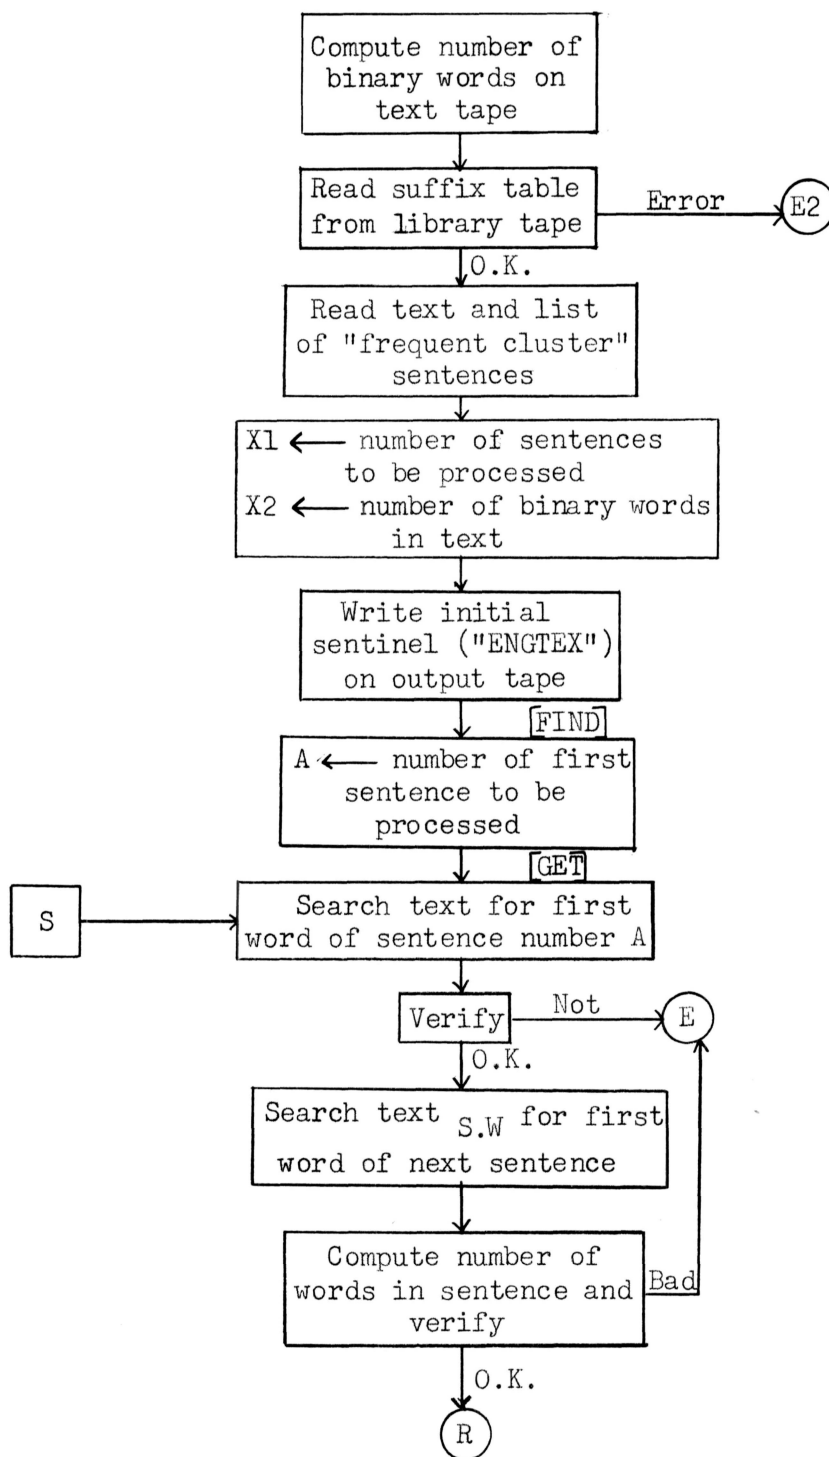 Compute number of
binary words on
text tape
Read suffix table
from library tape
Error
E2
O.K.
Read text and list
of "frequent cluster"
sentences
X1 ← number of sentences
to be processed
X2 ← number of binary words
in text
Write initial
sentinel ("ENGTEX")
on output tape
[FIND]
A ← number of first
sentence to be
processed
[GET]
S
Search text for first
word of sentence number A
Verify
Not
E
O.K.
Search text S.W for first
word of next sentence
Compute number of
words in sentence and
verify
Bad
O.K.
R